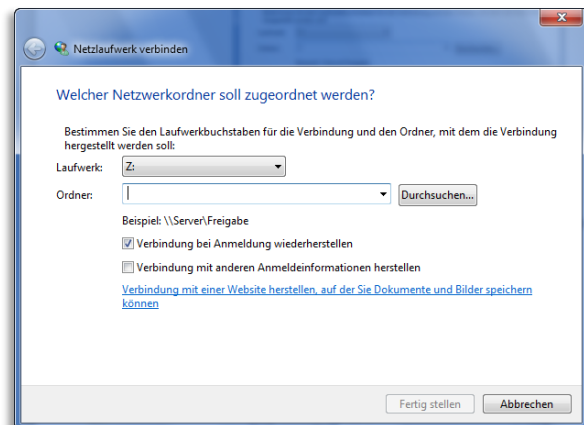 Netzlaufwerk verbinden
Welcher Netzwerkordner soll zugeordnet werden?
Bestimmen Sie den Laufwerkbuchstaben für die Verbindung und den Ordner, mit dem die Verbindung
hergestellt werden soll:
Laufwerk: Z:
Ordner: Durchsuchen...
Beispiel: \\Server\Freigabe
Verbindung bei Anmeldung wiederherstellen
Verbindung mit anderen Anmeldeinformationen herstellen
Verbindung mit einer Website herstellen, auf der Sie Dokumente und Bilder speichern
können
Fertig stellen Abbrechen